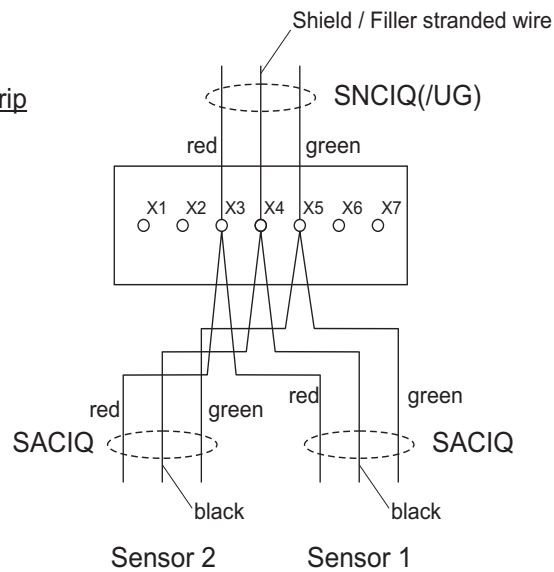 Shield / Filler stranded wire
rip
SNCIQ(/UG)
red green
X1 X2 X3 X4 X5 X6 X7
red green red green
SACIQ SACIQ
black black
Sensor 2 Sensor 1